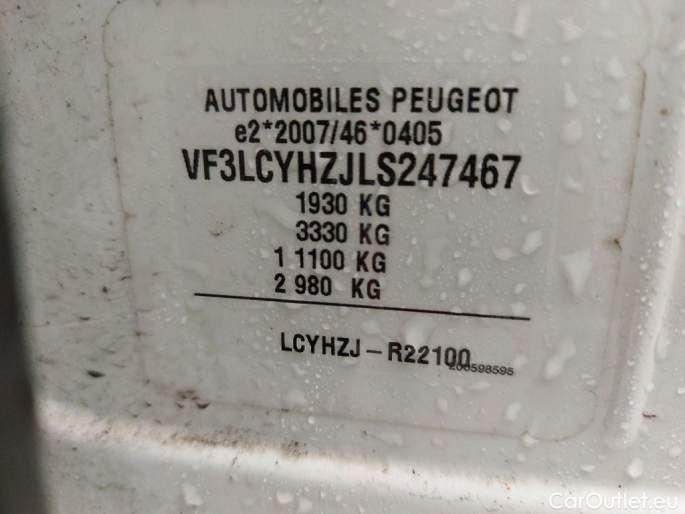 AUTOMOBILES PEUGEOT
e2*2007/46*0405
VF3LCYHZJLS247467
1930 KG
3330 KG
1 1100 KG
2 980 KG
LCYHZJ – R22100
200598595
CarOutlet.eu